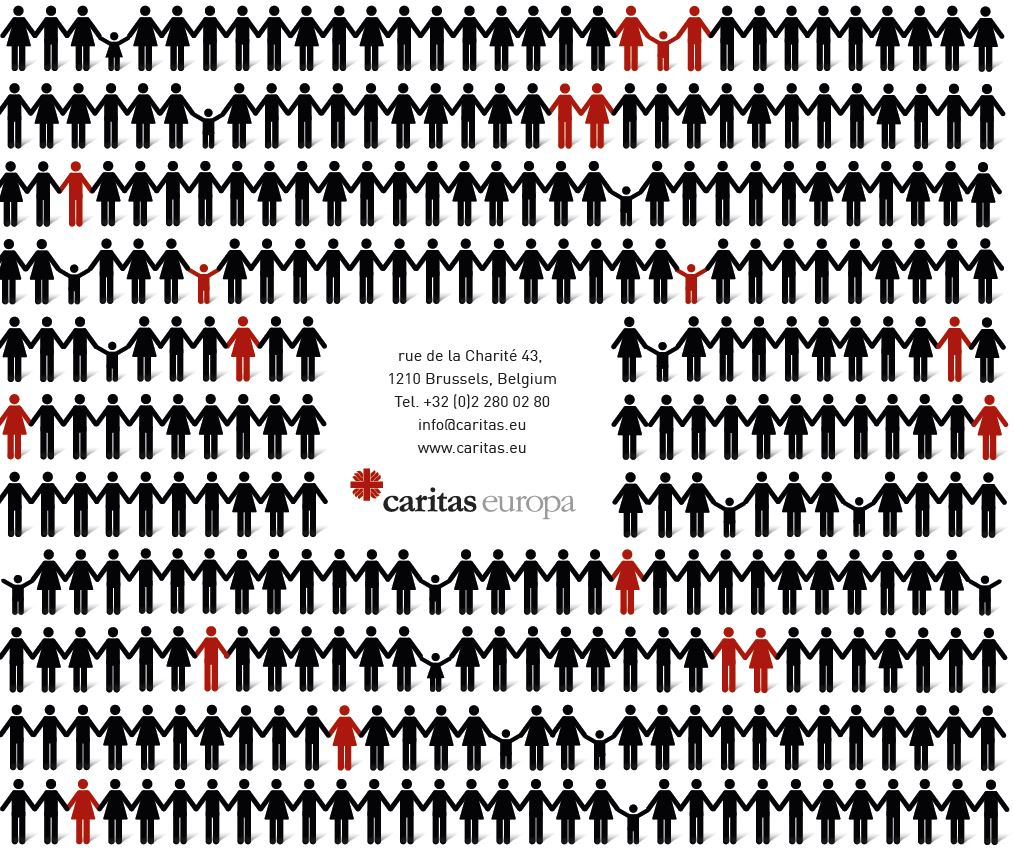 rue de la Charité 43,
1210 Brussels, Belgium
Tel. +32 (0)2 280 02 80
info@caritas.eu
www.caritas.eu
caritas europa